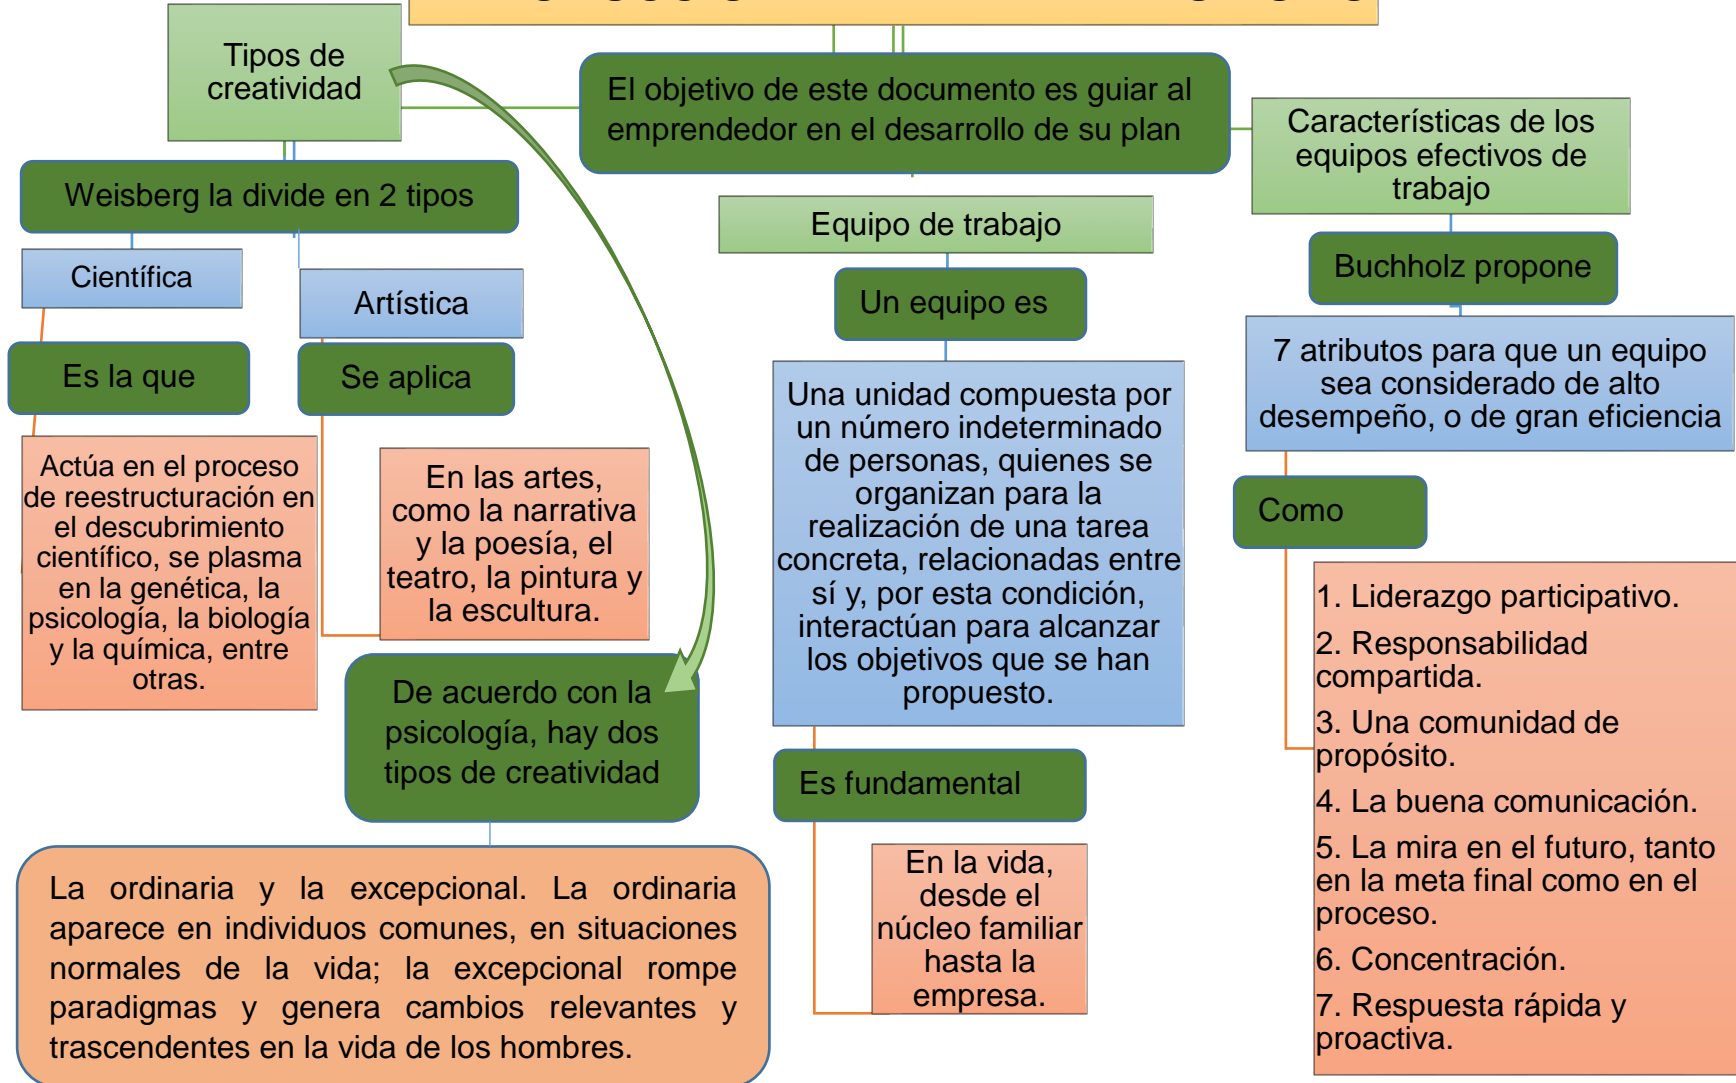 Tipos de
creatividad
El objetivo de este documento es guiar al
emprendedor en el desarrollo de su plan
Características de los
equipos efectivos de
trabajo
Weisberg la divide en 2 tipos
Científica
Artística
Es la que
Se aplica
Actúa en el proceso
de reestructuración en
el descubrimiento
científico, se plasma
en la genética, la
psicología, la biología
y la química, entre
otras.
En las artes,
como la narrativa
y la poesía, el
teatro, la pintura y
la escultura.
De acuerdo con la
psicología, hay dos
tipos de creatividad
La ordinaria y la excepcional. La ordinaria
aparece en individuos comunes, en situaciones
normales de la vida; la excepcional rompe
paradigmas y genera cambios relevantes y
trascendentes en la vida de los hombres.
Equipo de trabajo
Un equipo es
Una unidad compuesta por
un número indeterminado
de personas, quienes se
organizan para la
realización de una tarea
concreta, relacionadas entre
sí y, por esta condición,
interactúan para alcanzar
los objetivos que se han
propuesto.
Es fundamental
En la vida,
desde el
núcleo familiar
hasta la
empresa.
Buchholz propone
7 atributos para que un equipo
sea considerado de alto
desempeño, o de gran eficiencia
Como
1. Liderazgo participativo.
2. Responsabilidad
compartida.
3. Una comunidad de
propósito.
4. La buena comunicación.
5. La mira en el futuro, tanto
en la meta final como en el
proceso.
6. Concentración.
7. Respuesta rápida y
proactiva.